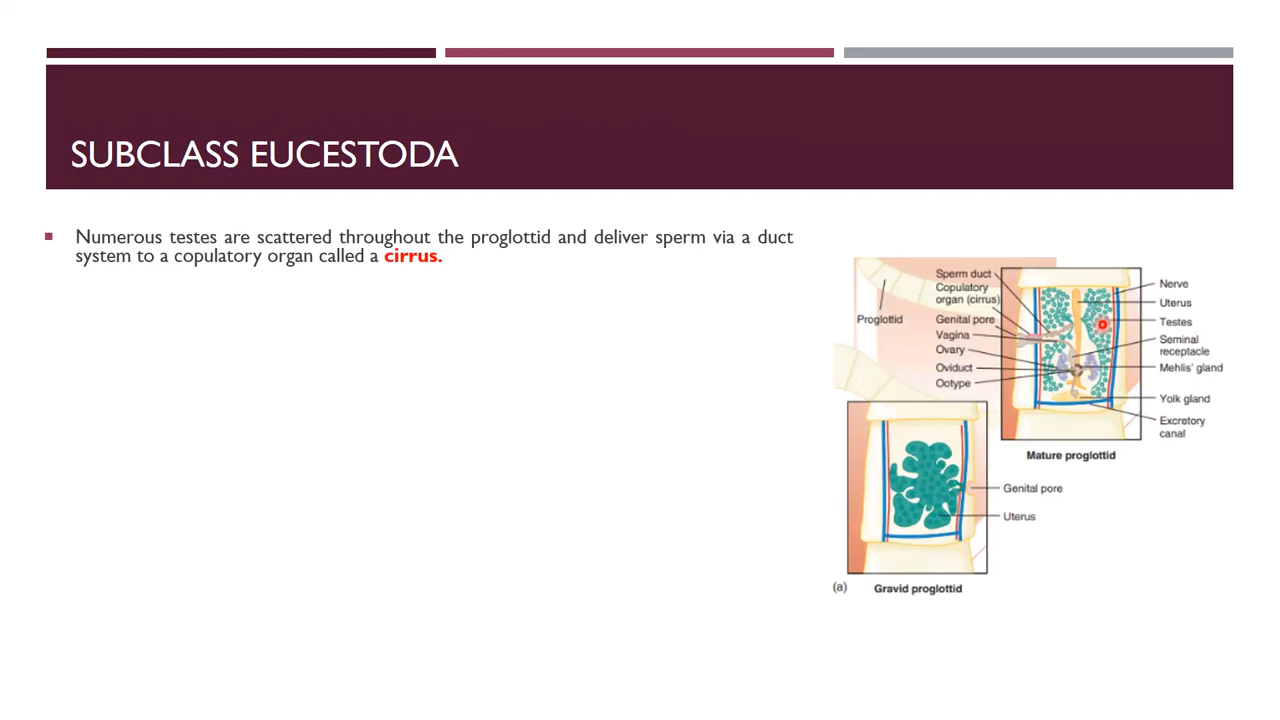 SUBCLASS EUCESTODA
Numerous testes are scattered throughout the proglottid and deliver sperm via a duct
system to a copulatory organ called a cirrus.
Proglottid
Sperm duct
Copulatory
organ (cirrus)
Genital pore
Vagina
Ovary
Oviduct
Ootype
Nerve
Uterus
Testes
Seminal
receptacle
Mehlis' gland
Yolk gland
Excretory
canal
Mature proglottid
Genital pore
Uterus
(a)
Gravid proglottid